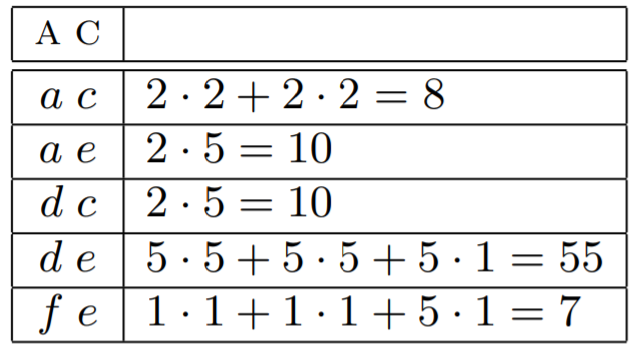 A C
a c 2 · 2 + 2 · 2 = 8
a e 2 · 5 = 10
d c 2 · 5 = 10
d e 5 · 5 + 5 · 5 + 5 · 1 = 55
f e 1 · 1 + 1 · 1 + 5 · 1 = 7